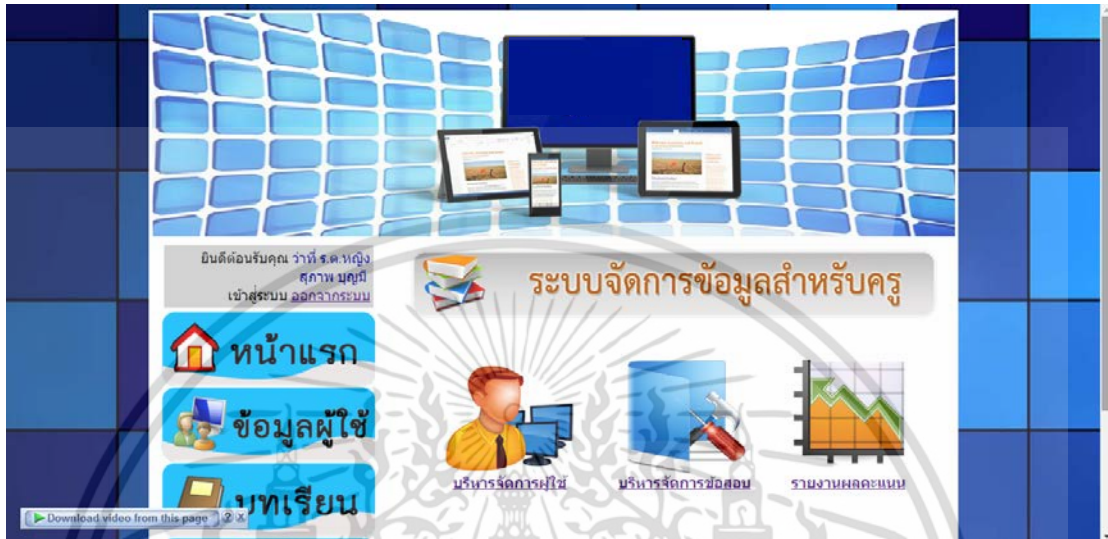 ยินดีต้อนรับคุณ ว่าที่ ร.ต.หญิง
สุภาพ บุญมี
เข้าสู่ระบบ ออกจากระบบ
ระบบจัดการข้อมูลสำหรับครู
หน้าแรก
ข้อมูลผู้ใช้
บทเรียน
บริหารจัดการผู้ใช้
บริหารจัดการข้อสอบ
รายงานผลคะแนน
Download video from this page ? x